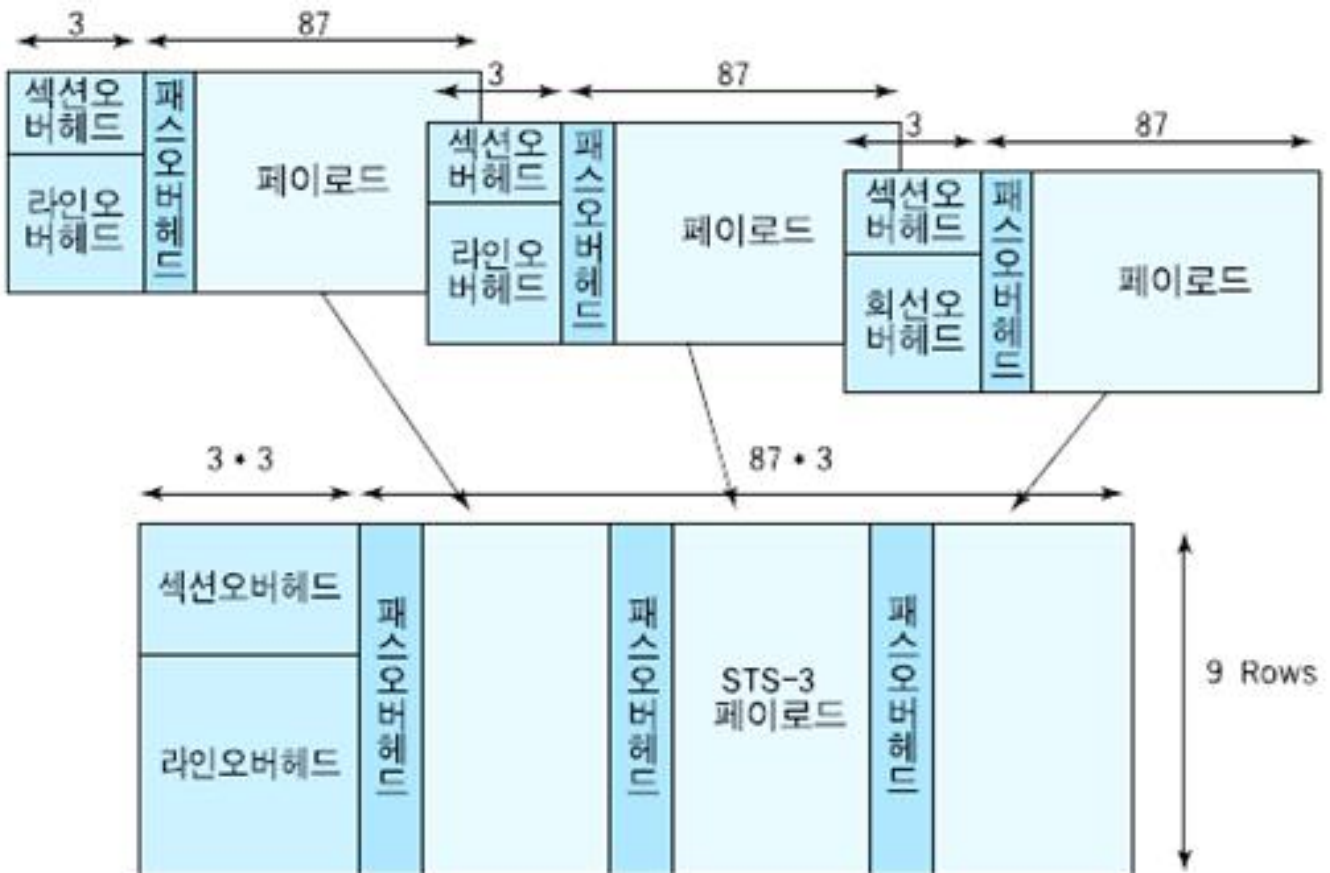 3
87
섹션오
버헤드
라인오
버헤드
패스오버헤드
페이로드
3
87
섹션오
버헤드
라인오
버헤드
패스오버헤드
페이로드
3
87
섹션오
버헤드
회선오
버헤드
패스오버헤드
페이로드
3 * 3
87 * 3
섹션오버헤드
라인오버헤드
패스오버헤드
패스오버헤드
STS-3
페이로드
패스오버헤드
9 Rows